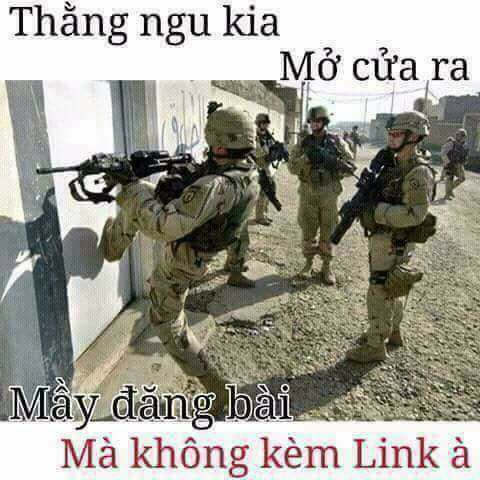 Thằng ngu kia
Mở cửa ra
Mầy đăng bài
Mà không kèm Link à